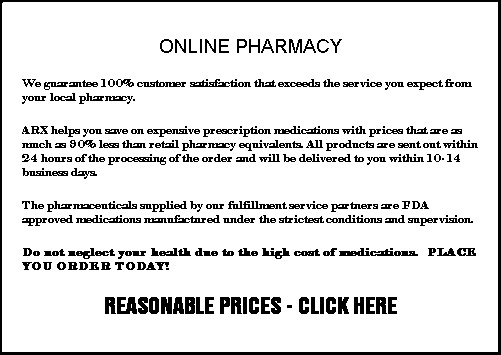 ONLINE PHARMACY
We guarantee 100% customer satisfaction that exceeds the service you expect from
your local pharmacy.
ARX helps you save on expensive prescription medications with prices that are as
much as 90% less than retail pharmacy equivalents. All products are sent out within
24 hours of the processing of the order and will be delivered to you within 10-14
business days.
The pharmaceuticals supplied by our fulfillment service partners are FDA
approved medications manufactured under the strictest conditions and supervision.
Do not neglect your health due to the high cost of medications. PLACE
YOU ORDER TODAY!
REASONABLE PRICES - CLICK HERE